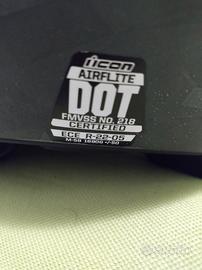 ICON
AIRFLITE
DOT
FMVSS NO. 218
CERTIFIED
ECE R-22-05